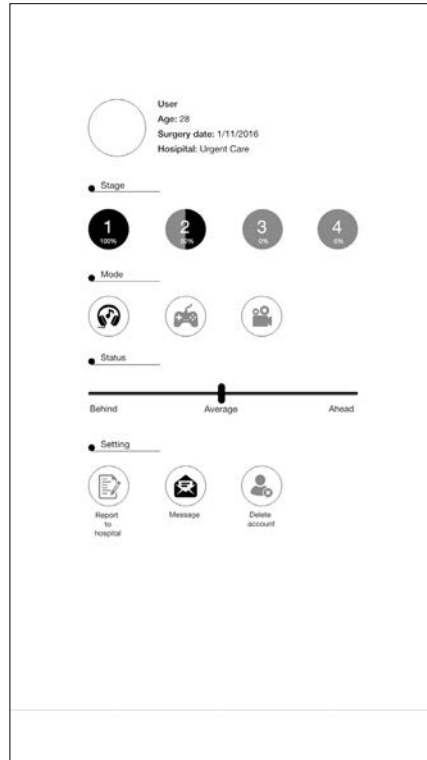 User
Age: 28
Surgery date: 1/11/2016
Hosipital: Urgent Care
Stage
1 2 3 4
100% 50% 0% 0%
Mode
Status
Behind Average Ahead
Setting
Report Message Delete
to account
hospital